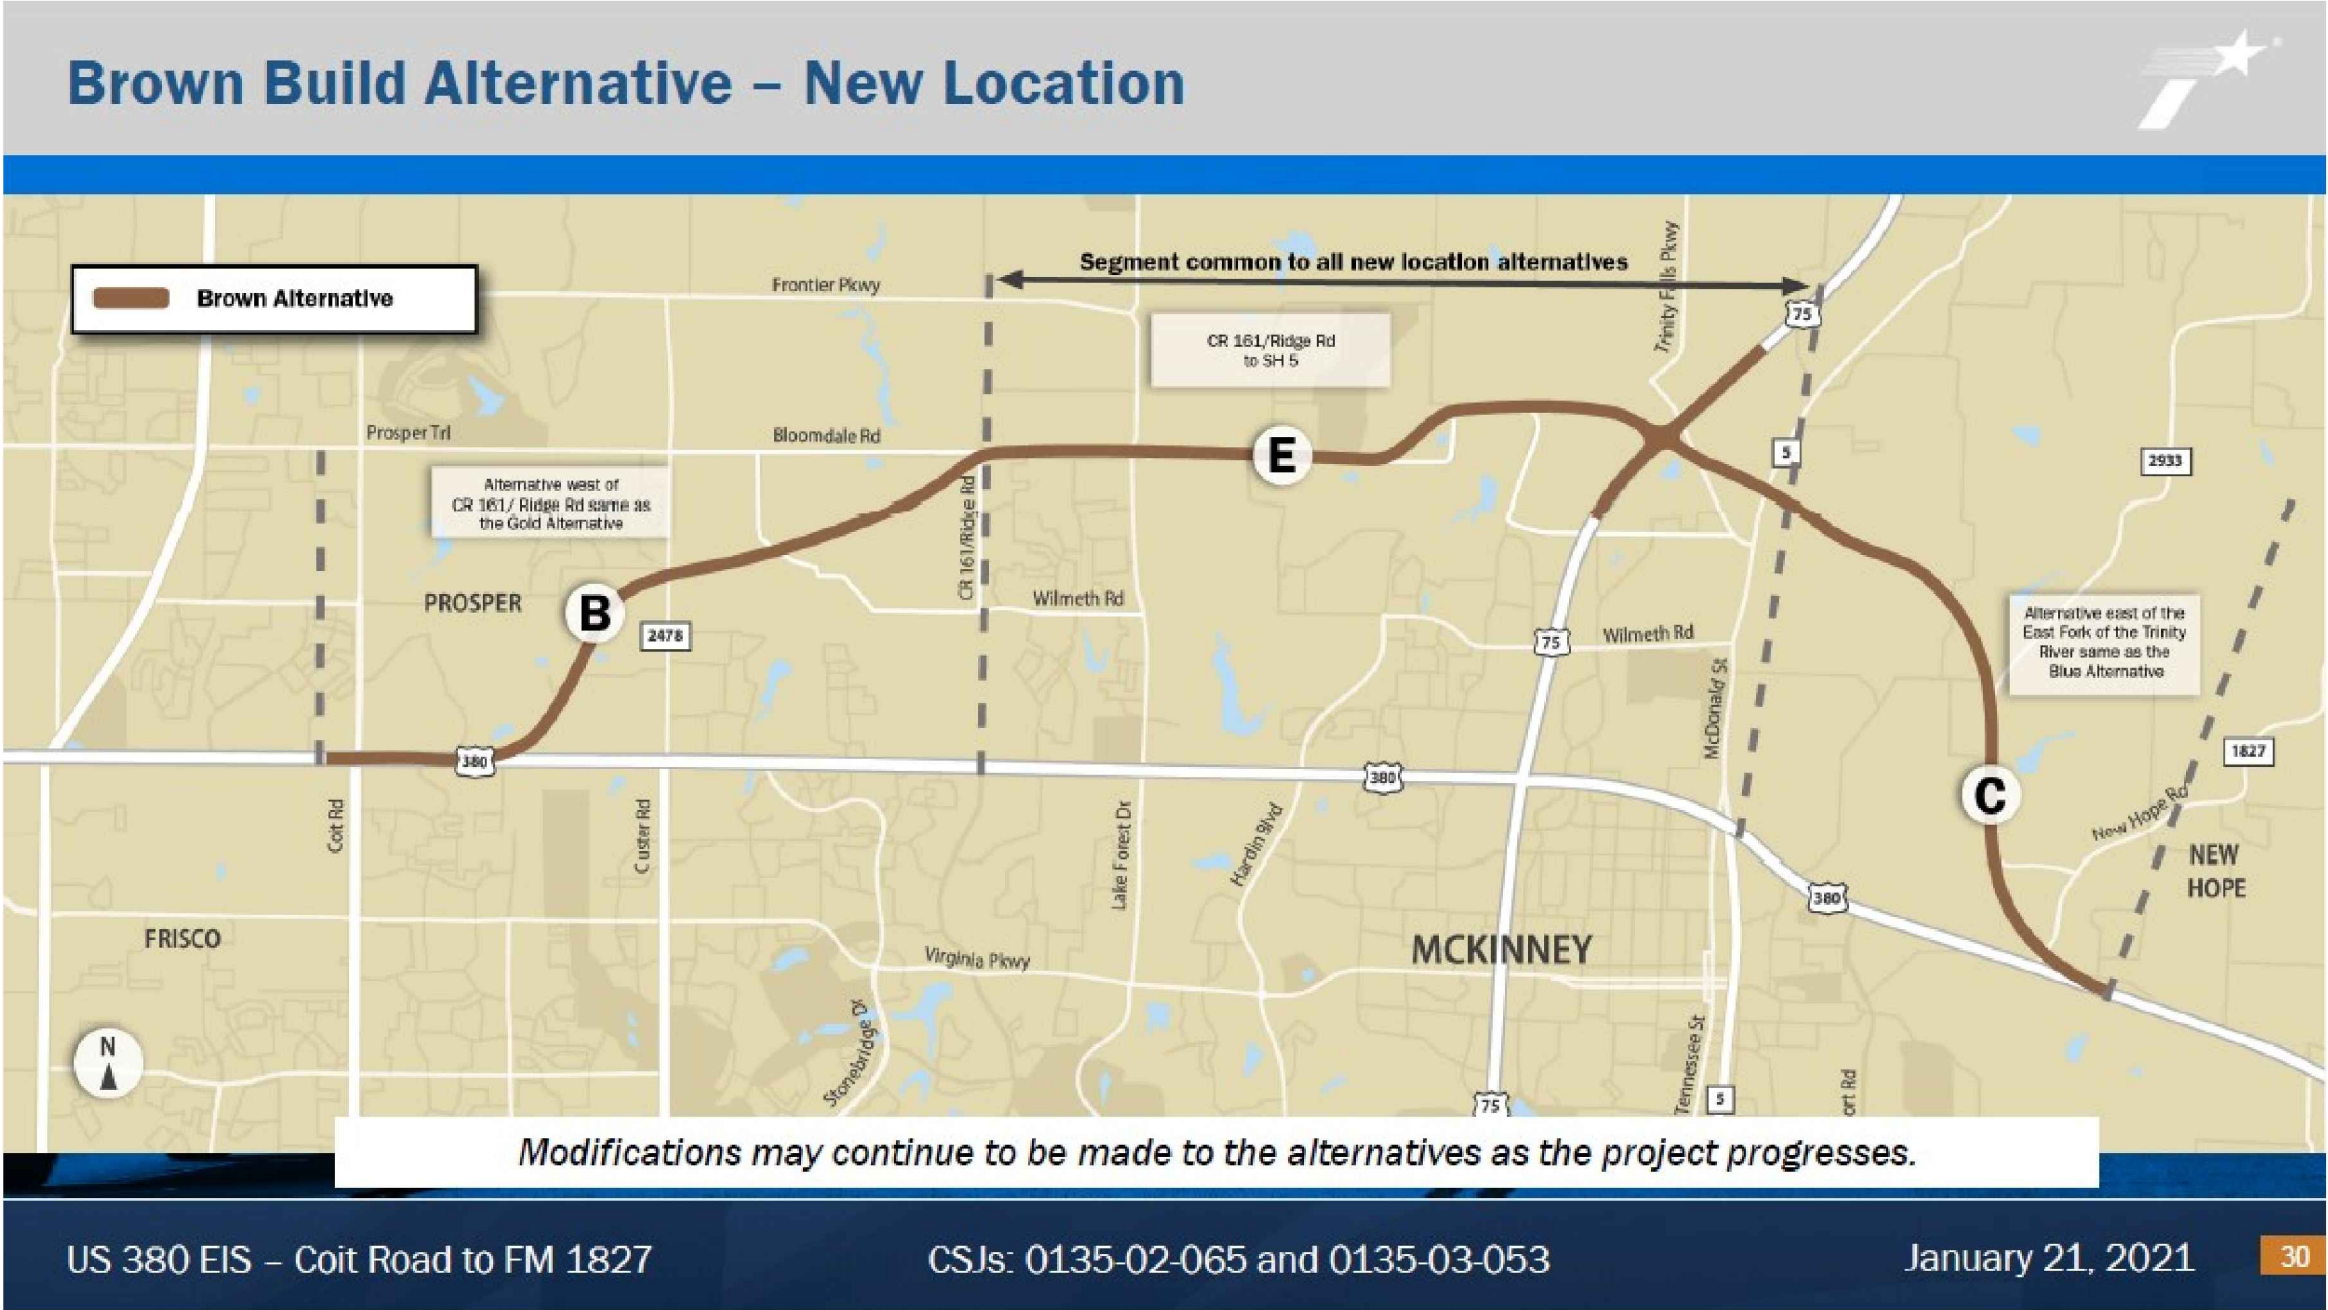 Brown Build Alternative – New Location
Brown Alternative
Segment common to all new location alternatives
Frontier Pkwy
Trinity Falls Pkwy
75
CR 161/Ridge Rd
to SH 5
Prosper Trl
Bloomdale Rd
E
5
2933
Alternative west of
CR 161/ Ridge Rd same as
the Gold Alternative
CR 161/Ridge Rd
PROSPER
B
2478
Wilmeth Rd
75
Wilmeth Rd
Alternative east of the
East Fork of the Trinity
River same as the
Blue Alternative
McDonald St
380
380
1827
C
New Hope Rd
NEW
HOPE
Coit Rd
Custer Rd
Lake Forest Dr
Hardin Blvd
380
FRISCO
MCKINNEY
Virginia Pkwy
Stonebridge Dr
N
Tennessee St
5
75
ort Rd
Modifications may continue to be made to the alternatives as the project progresses.
US 380 EIS – Coit Road to FM 1827
CSJs: 0135-02-065 and 0135-03-053
January 21, 2021
30